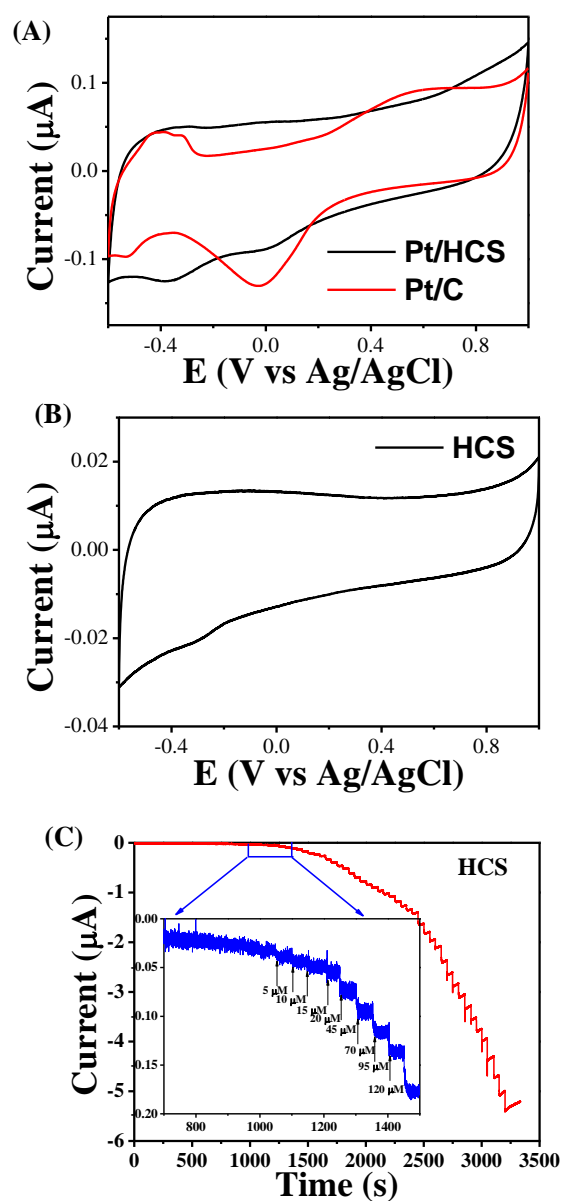 (A)
0.1
0.0
-0.1
Current (μA)
Pt/HCS
Pt/C
-0.4
0.0
0.4
0.8
E (V vs Ag/AgCl)
(B)
HCS
0.02
0.00
-0.02
-0.04
Current (μA)
-0.4
0.0
0.4
0.8
E (V vs Ag/AgCl)
(C)
HCS
0
-1
-2
-3
-4
-5
-6
Current (μA)
0.00
-0.05
-0.10
-0.15
-0.20
5 μM
10 μM
15 μM
20 μM
45 μM
70 μM
95 μM
120 μM
800
1000
1200
1400
0
500
1000
1500
2000
2500
3000
3500
Time (s)